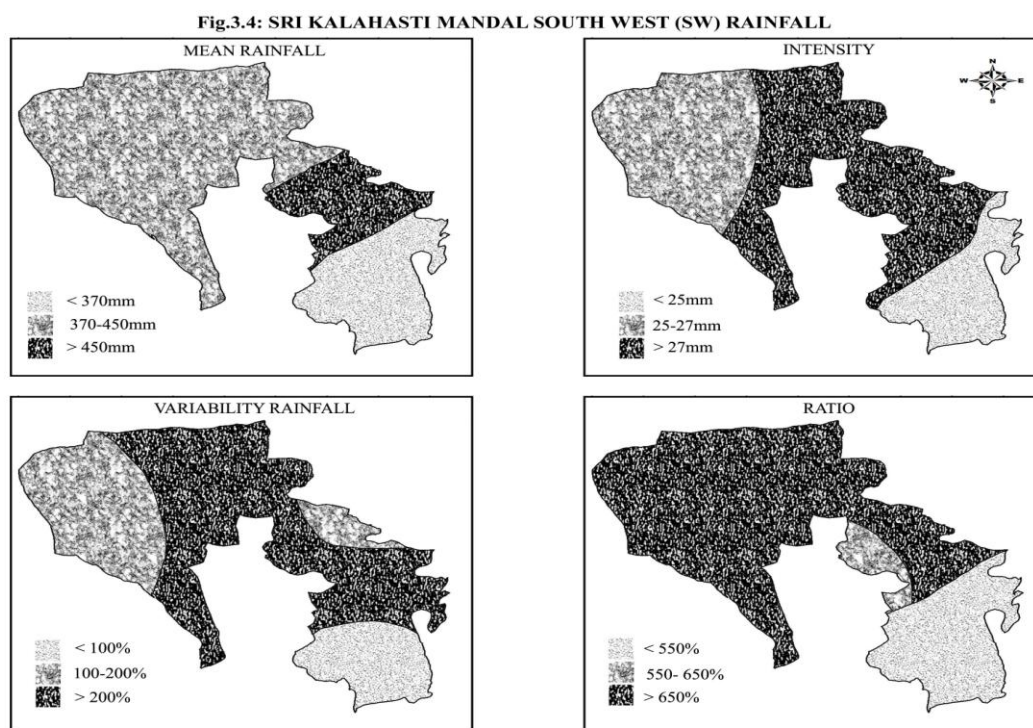 Fig.3.4: SRI KALAHASTI MANDAL SOUTH WEST (SW) RAINFALL
MEAN RAINFALL
< 370mm
370-450mm
> 450mm
INTENSITY
N
W E
S
< 25mm
25-27mm
> 27mm
VARIABILITY RAINFALL
< 100%
100-200%
> 200%
RATIO
< 550%
550- 650%
> 650%